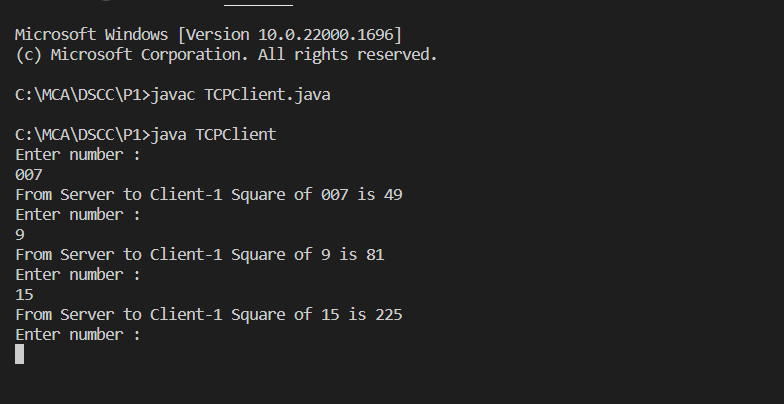 Microsoft Windows [Version 10.0.22000.1696]
(c) Microsoft Corporation. All rights reserved.
C:\MCA\DSCC\P1>javac TCPClient.java
C:\MCA\DSCC\P1>java TCPClient
Enter number :
007
From Server to Client-1 Square of 007 is 49
Enter number :
9
From Server to Client-1 Square of 9 is 81
Enter number :
15
From Server to Client-1 Square of 15 is 225
Enter number :